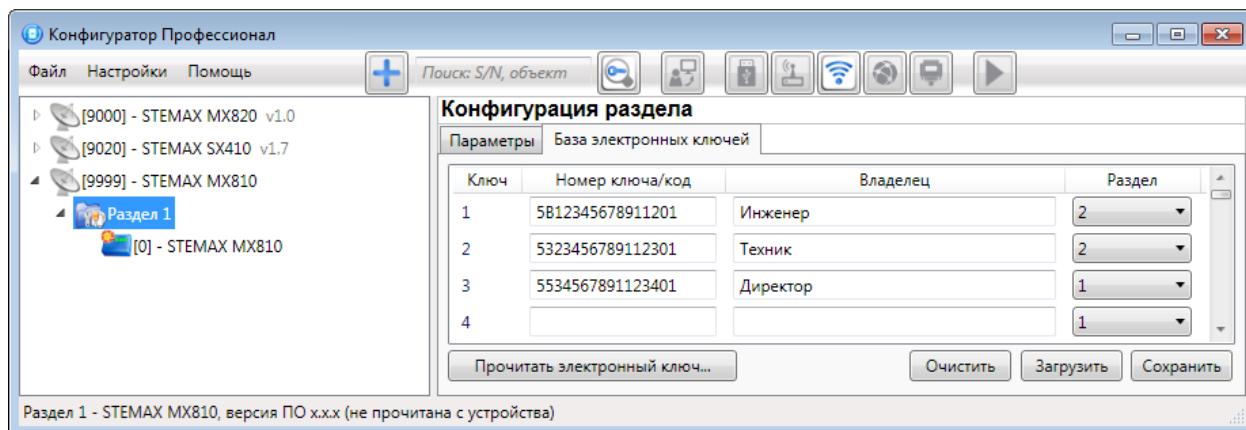 Конфигуратор Профессионал
Файл Настройки Помощь Поиск: S/N, объект
[9000] - STEMAX MX820 v1.0
[9020] - STEMAX SX410 v1.7
[9999] - STEMAX MX810
Раздел 1
[0] - STEMAX MX810
Конфигурация раздела
Параметры База электронных ключей
Ключ Номер ключа/код Владелец Раздел
1 5B12345678911201 Инженер 2
2 5323456789112301 Техник 2
3 5534567891123401 Директор 1
4 1
Прочитать электронный ключ... Очистить Загрузить Сохранить
Раздел 1 - STEMAX MX810, версия ПО x.x.x (не прочитана с устройства)